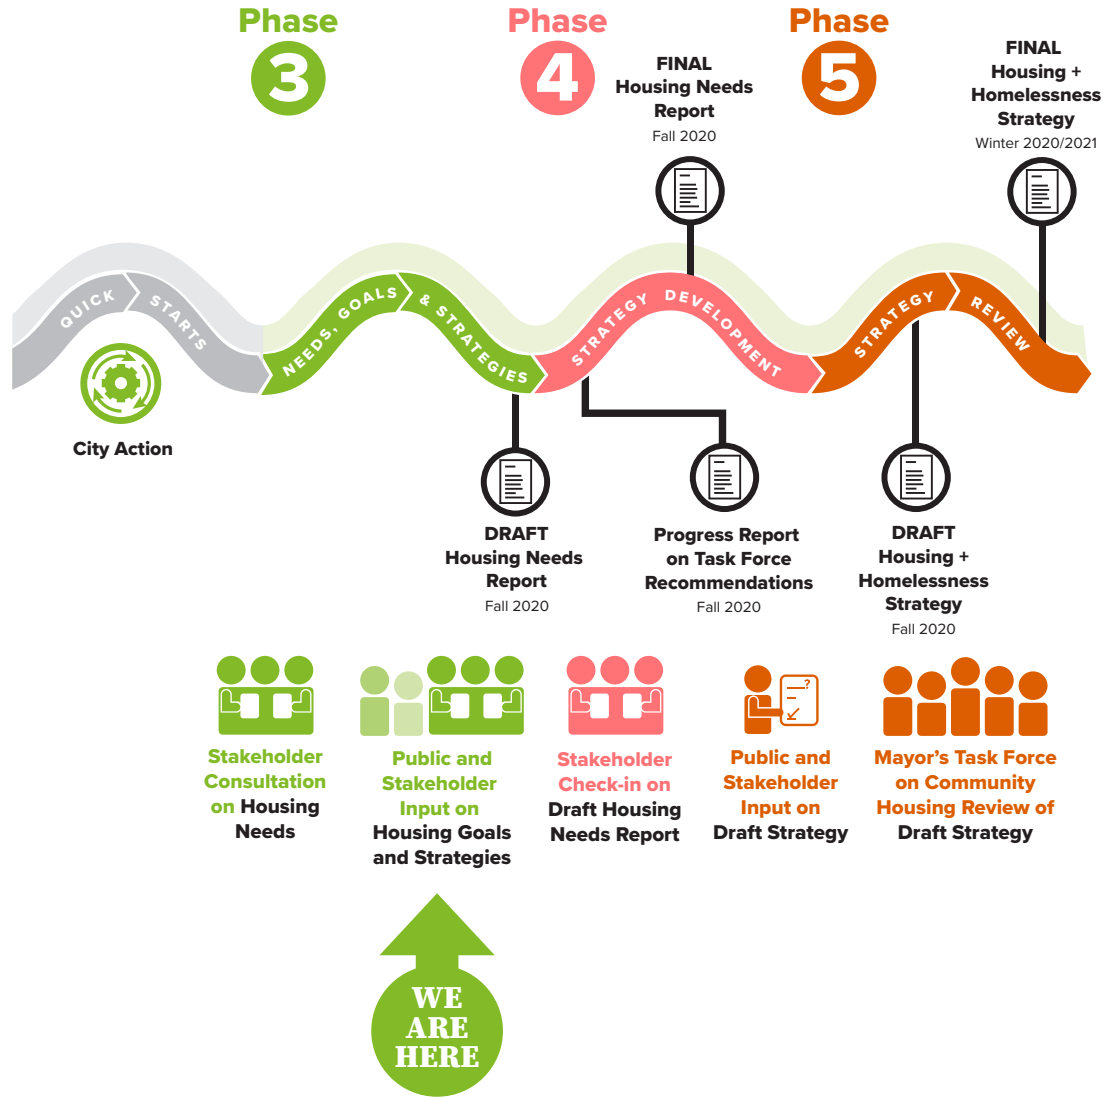 Phase
3
Phase
4
Phase
5
FINAL
Housing Needs
Report
Fall 2020
FINAL
Housing +
Homelessness
Strategy
Winter 2020/2021
QUICK
STARTS
NEEDS, GOALS
& STRATEGIES
STRATEGY DEVELOPMENT
STRATEGY
REVIEW
City Action
DRAFT
Housing Needs
Report
Fall 2020
Progress Report
on Task Force
Recommendations
Fall 2020
DRAFT
Housing +
Homelessness
Strategy
Fall 2020
?
Stakeholder
Consultation
on Housing
Needs
Public and
Stakeholder
Input on
Housing Goals
and Strategies
Stakeholder
Check-in on
Draft Housing
Needs Report
Public and
Stakeholder
Input on
Draft Strategy
Mayor’s Task Force
on Community
Housing Review of
Draft Strategy
WE
ARE
HERE